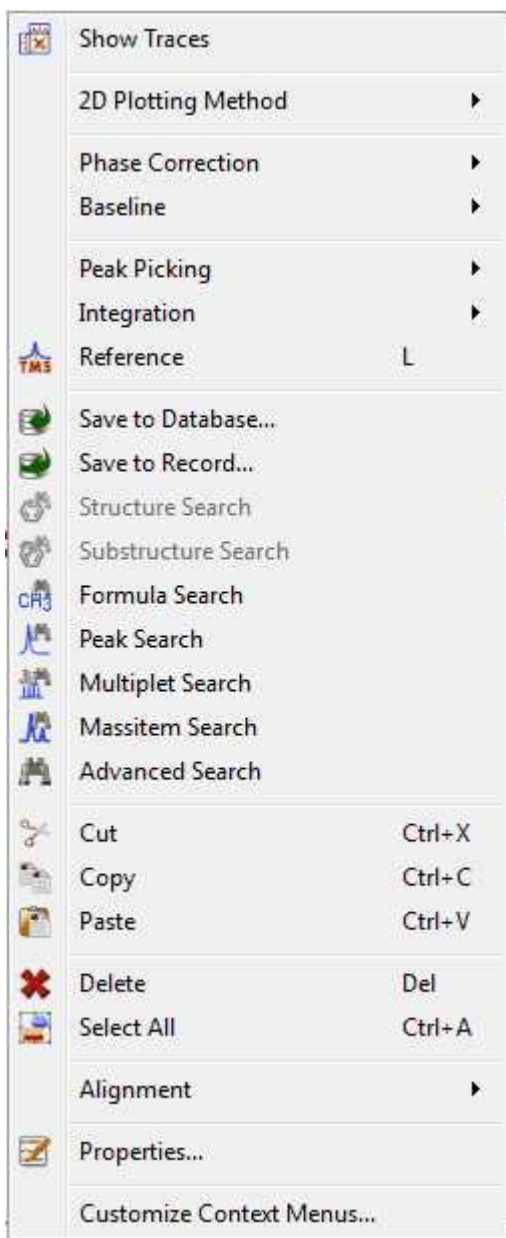 Show Traces
2D Plotting Method
Phase Correction
Baseline
Peak Picking
Integration
TMS Reference L
Save to Database...
Save to Record...
Structure Search
Substructure Search
CH3 Formula Search
Peak Search
Multiplet Search
Massitem Search
Advanced Search
Cut Ctrl+X
Copy Ctrl+C
Paste Ctrl+V
Delete Del
Select All Ctrl+A
Alignment
Properties...
Customize Context Menus...